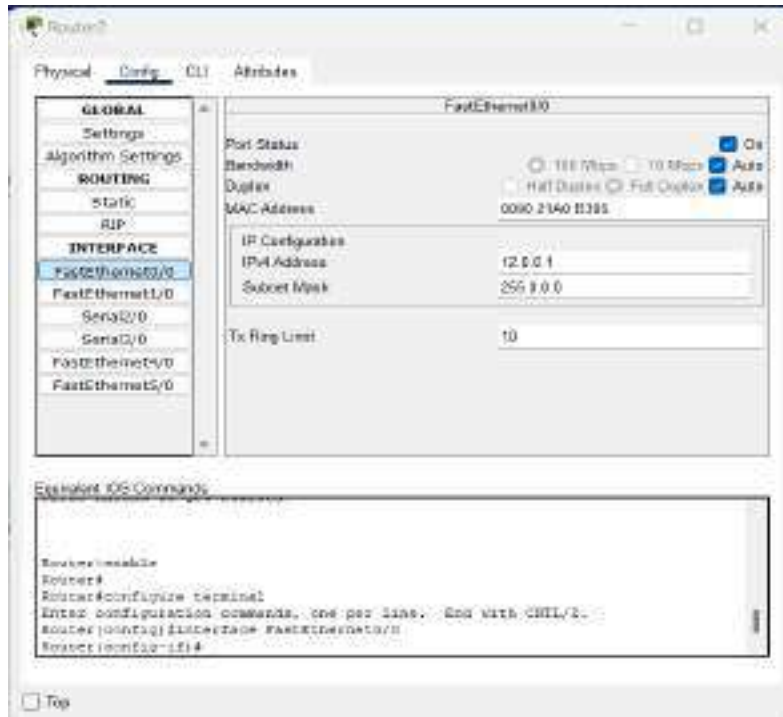 Router2
Physical Config CLI Attributes
GLOBAL
Settings
Algorithm Settings
ROUTING
Static
RIP
INTERFACE
FastEthernet0/0
FastEthernet1/0
Serial2/0
Serial3/0
FastEthernet4/0
FastEthernet5/0
FastEthernet0/0
Port Status On
Bandwidth 100 Mbps 10 Mbps Auto
Duplex Half Duplex Full Duplex Auto
MAC Address
IP Configuration
IPv4 Address 12.0.0.1
Subnet Mask 255.0.0.0
Tx Ring Limit 10
Equivalent IOS Commands
Router>enable
Router#
Router#configure terminal
Enter configuration commands, one per line. End with CNTL/Z.
Router(config)#interface FastEthernet0/0
Router(config-if)#
Top